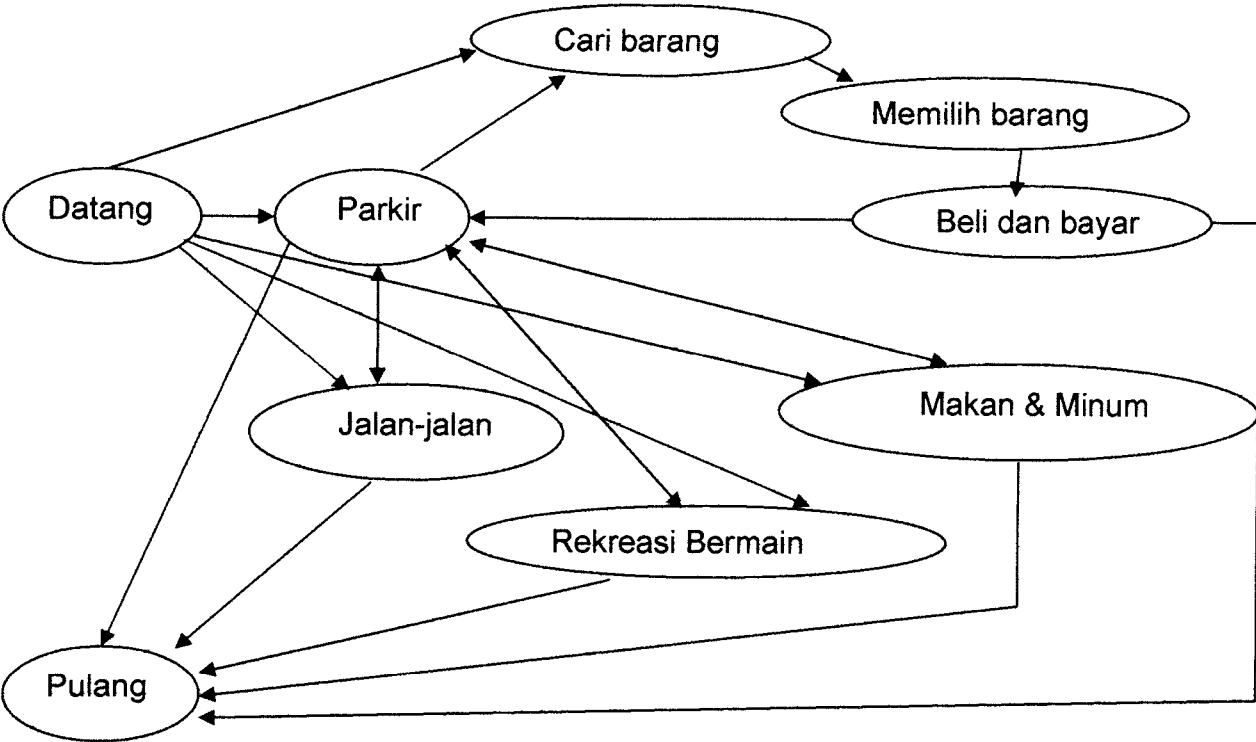 Cari barang
Memilih barang
Datang
Parkir
Beli dan bayar
Makan & Minum
Jalan-jalan
Rekreasi Bermain
Pulang